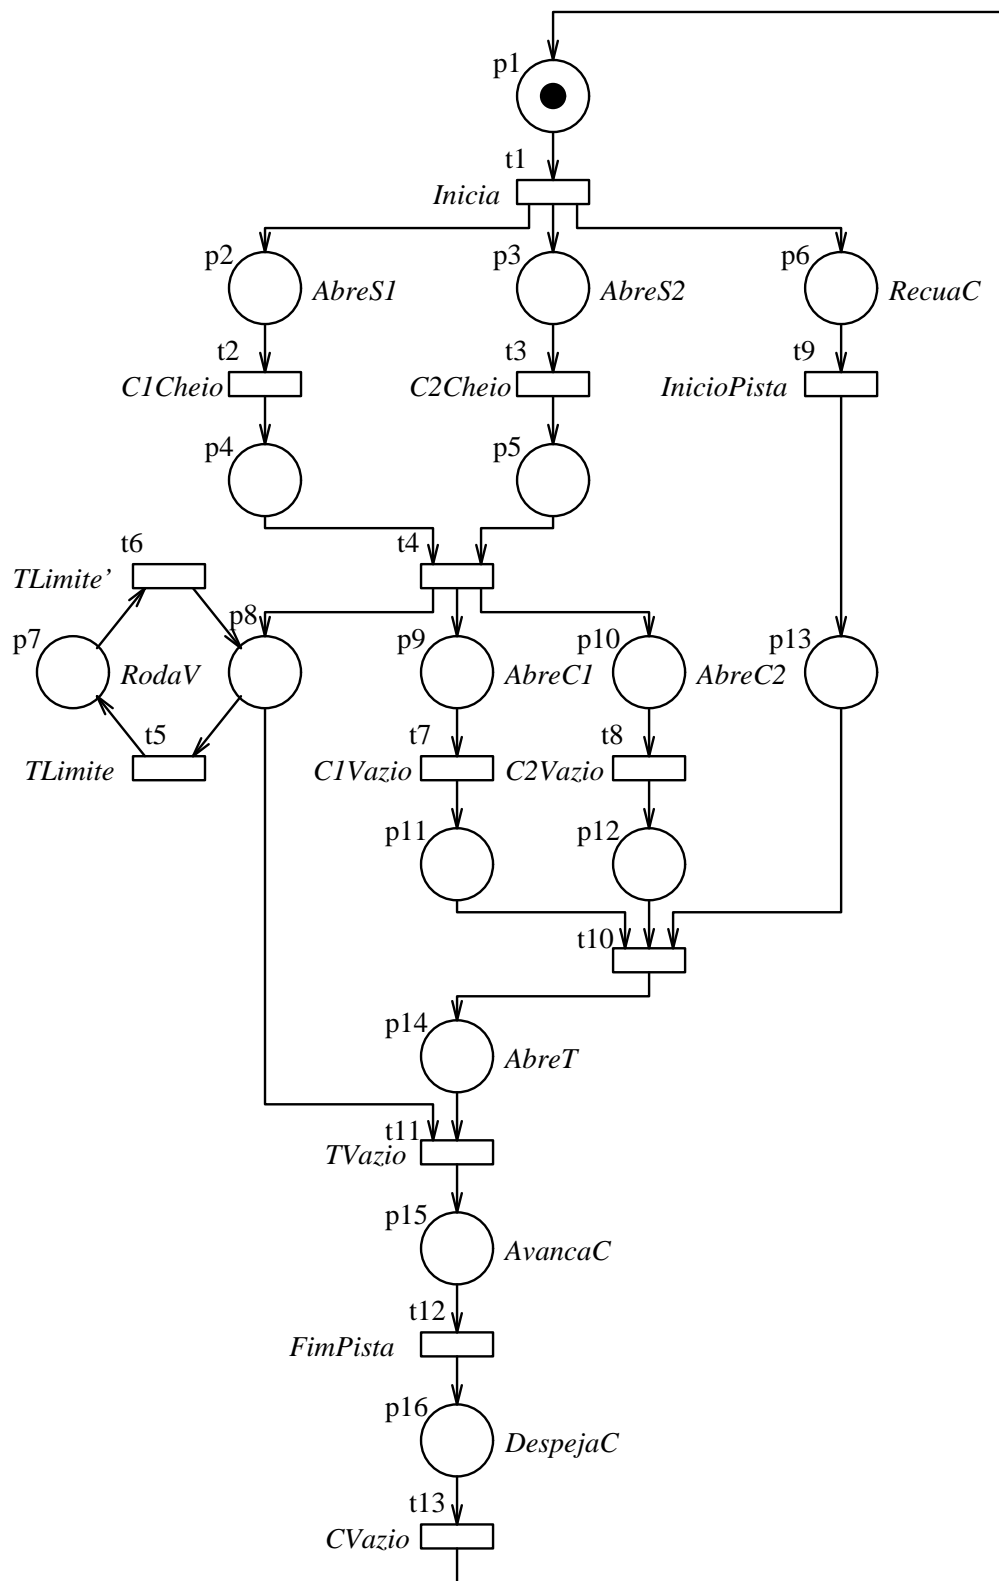 p1
t1
Inicia
p2
p3
p6
AbreS1
AbreS2
RecuaC
t2
t3
t9
C1Cheio
C2Cheio
InicioPista
p4
p5
t6
t4
TLimite’
p8
p7
p9
p10
p13
RodaV
AbreC1
AbreC2
t5
t7
t8
TLimite
C1Vazio
C2Vazio
p11
p12
t10
p14
AbreT
t11
TVazio
p15
AvancaC
t12
FimPista
p16
DespejaC
t13
CVazio